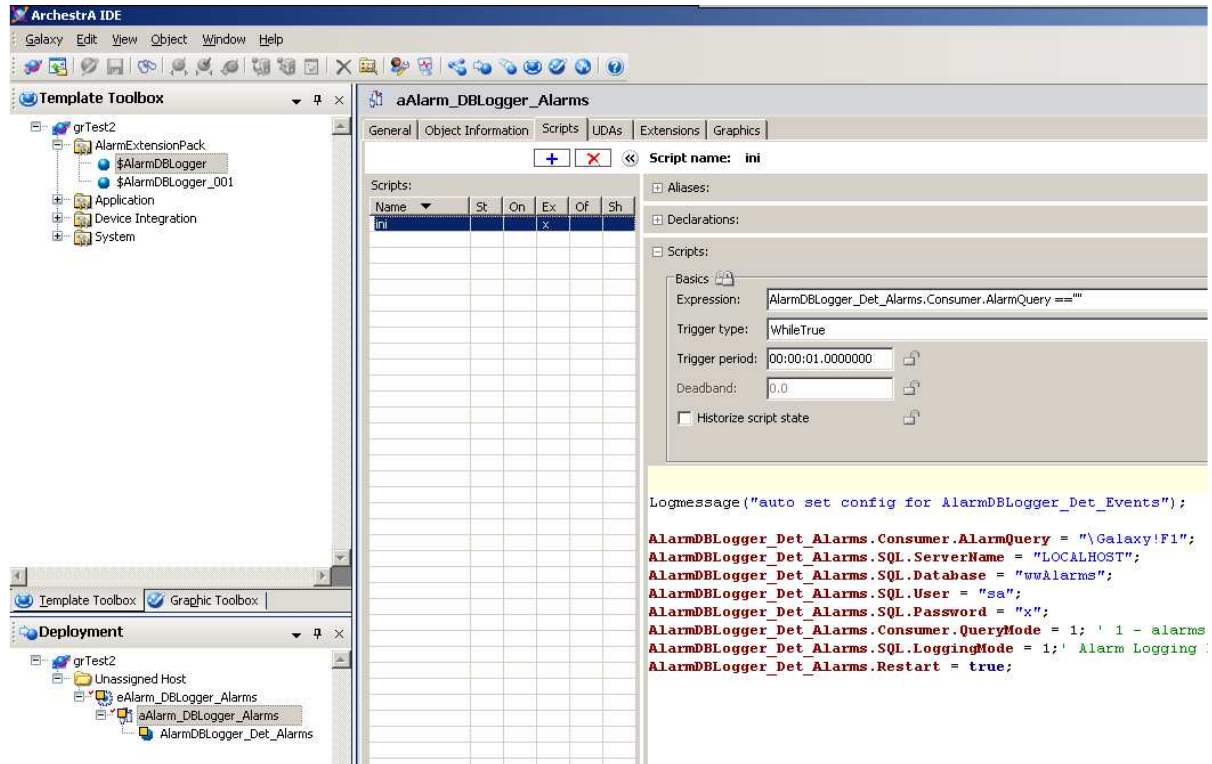 ArchestrA IDE
Galaxy Edit View Object Window Help
Template Toolbox
grTest2
AlarmExtensionPack
$AlarmDBLogger
$AlarmDBLogger_001
Application
Device Integration
System
Template Toolbox Graphic Toolbox
Deployment
grTest2
Unassigned Host
eAlarm_DBLogger_Alarms
aAlarm_DBLogger_Alarms
AlarmDBLogger_Det_Alarms
aAlarm_DBLogger_Alarms
General Object Information Scripts UDAs Extensions Graphics
Script name: ini
Scripts:
Name St On Ex Of Sh
ini x
Aliases:
Declarations:
Scripts:
Basics
Expression: AlarmDBLogger_Det_Alarms.Consumer.AlarmQuery ==""
Trigger type: WhileTrue
Trigger period: 00:00:01.0000000
Deadband: 0.0
Historize script state
Logmessage("auto set config for AlarmDBLogger_Det_Events");
AlarmDBLogger_Det_Alarms.Consumer.AlarmQuery = "\Galaxy!F1";
AlarmDBLogger_Det_Alarms.SQL.ServerName = "LOCALHOST";
AlarmDBLogger_Det_Alarms.SQL.Database = "wwAlarms";
AlarmDBLogger_Det_Alarms.SQL.User = "sa";
AlarmDBLogger_Det_Alarms.SQL.Password = "x";
AlarmDBLogger_Det_Alarms.Consumer.QueryMode = 1; ' 1 - alarms
AlarmDBLogger_Det_Alarms.SQL.LoggingMode = 1;' Alarm Logging
AlarmDBLogger_Det_Alarms.Restart = true;